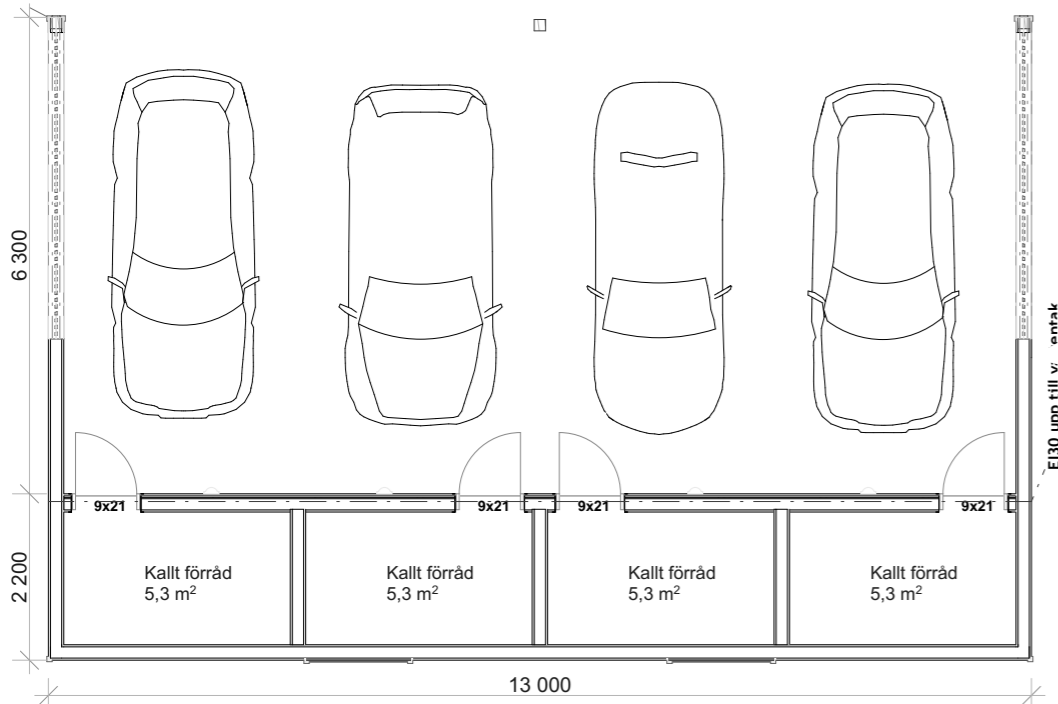 6 300
EI30 upp till
9x21
9x21
9x21
9x21
2 200
Kallt förråd
5,3 m²
Kallt förråd
5,3 m²
Kallt förråd
5,3 m²
Kallt förråd
5,3 m²
13 000